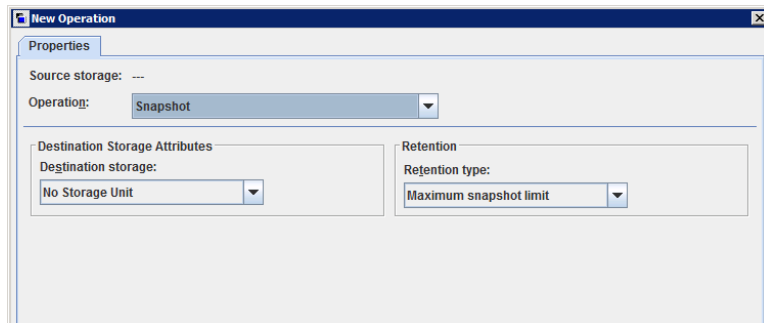 New Operation
Properties
Source storage: ---
Operation: Snapshot
Destination Storage Attributes
Destination storage:
No Storage Unit
Retention
Retention type:
Maximum snapshot limit